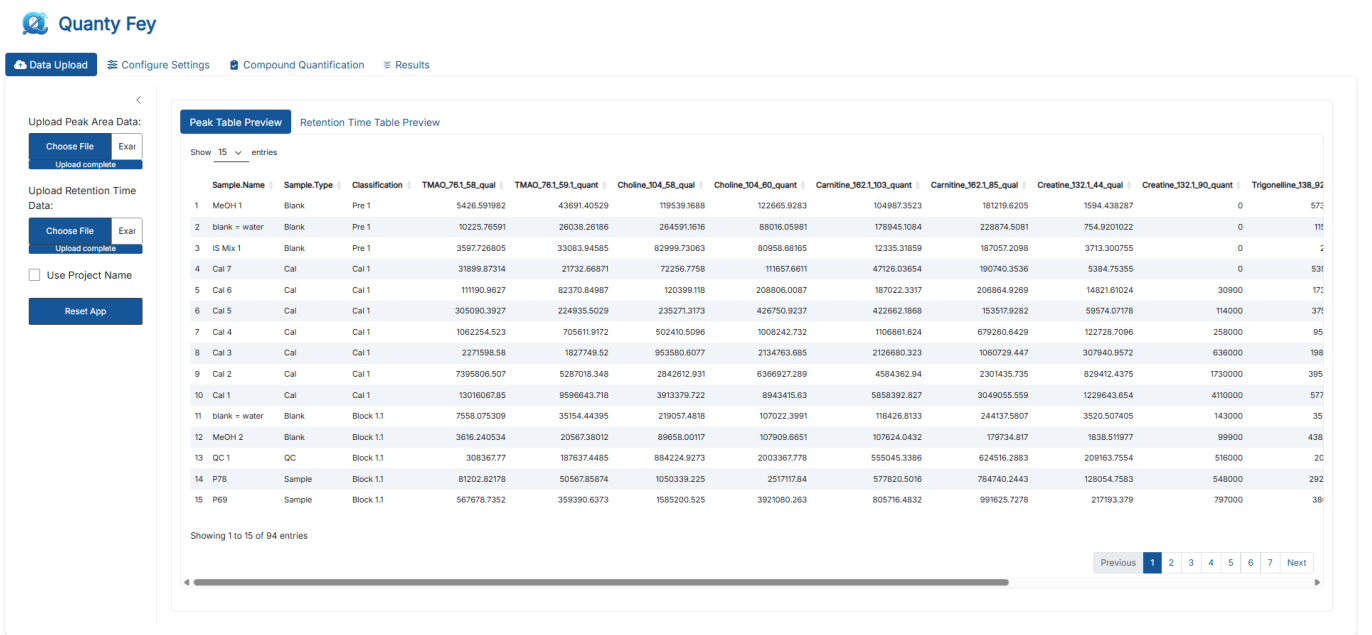 Quanty Fey
Data Upload Configure Settings Compound Quantification Results
Upload Peak Area Data:
Choose File Exar
Upload complete
Upload Retention Time
Data:
Choose File Exar
Upload complete
Use Project Name
Reset App
Peak Table Preview Retention Time Table Preview
Show 15 entries
Sample.Name Sample.Type Classification TMAO_76.1_58_qual TMAO_76.1_59.1_quant Choline_104_58_qual Choline_104_60_quant Carnitine_162.1_103_quant Carnitine_162.1_85_qual Creatine_132.1_44_qual Creatine_132.1_90_quant Trigonelline_138_92
1 MeOH 1 Blank Pre 1 5426.591982 43691.40529 119539.1688 122665.9283 104987.3523 181219.6205 1594.438287 0 573
2 blank = water Blank Pre 1 10225.76591 26038.26186 264591.1616 88016.05981 178945.1084 228874.5081 754.9201022 0 115
3 IS Mix 1 Blank Pre 1 3597.726805 33083.94585 82999.73063 80958.68165 12335.31859 187057.2098 3713.300755 0 2
4 Cal 7 Cal Cal 1 31899.87314 21732.66871 72256.7758 111657.6611 47126.03654 190740.3536 5384.75355 0 539
5 Cal 6 Cal Cal 1 111190.9627 82370.84987 120399.118 208806.0087 187022.3317 206864.9269 14821.61024 30900 173
6 Cal 5 Cal Cal 1 305090.3927 224935.5029 235271.3173 426750.9237 422662.1868 153517.9282 59574.07178 114000 375
7 Cal 4 Cal Cal 1 1062254.523 705611.9172 502410.5096 1008242.732 1106861.624 679260.6429 122728.7096 258000 95
8 Cal 3 Cal Cal 1 2271598.58 1827749.52 953580.6077 2134763.685 2126680.323 1060729.447 307940.9572 636000 198
9 Cal 2 Cal Cal 1 7395806.507 5287018.348 2842612.931 6366927.289 4584362.94 2301435.735 829412.4375 1730000 395
10 Cal 1 Cal Cal 1 13016067.85 9596643.718 3913379.722 8943415.63 5858392.827 3049055.559 1229643.654 4110000 577
11 blank = water Blank Block 1.1 7558.075309 35154.44395 219057.4818 107022.3991 118426.8133 244137.5807 3520.507405 143000 35
12 MeOH 2 Blank Block 1.1 3616.240534 20567.38012 89658.00117 107909.6651 107624.0432 179734.817 1838.511977 99900 438
13 QC 1 QC Block 1.1 308367.77 187637.4485 884224.9273 2003367.778 555045.3386 624516.2883 209163.7554 516000 20
14 P78 Sample Block 1.1 81202.82178 50567.85874 1050339.225 2517117.84 577820.5016 784740.2443 128054.7583 548000 292
15 P69 Sample Block 1.1 567678.7352 359390.6373 1585200.525 3921080.263 805716.4832 991625.7278 217193.379 797000 38
Showing 1 to 15 of 94 entries
Previous 1 2 3 4 5 6 7 Next